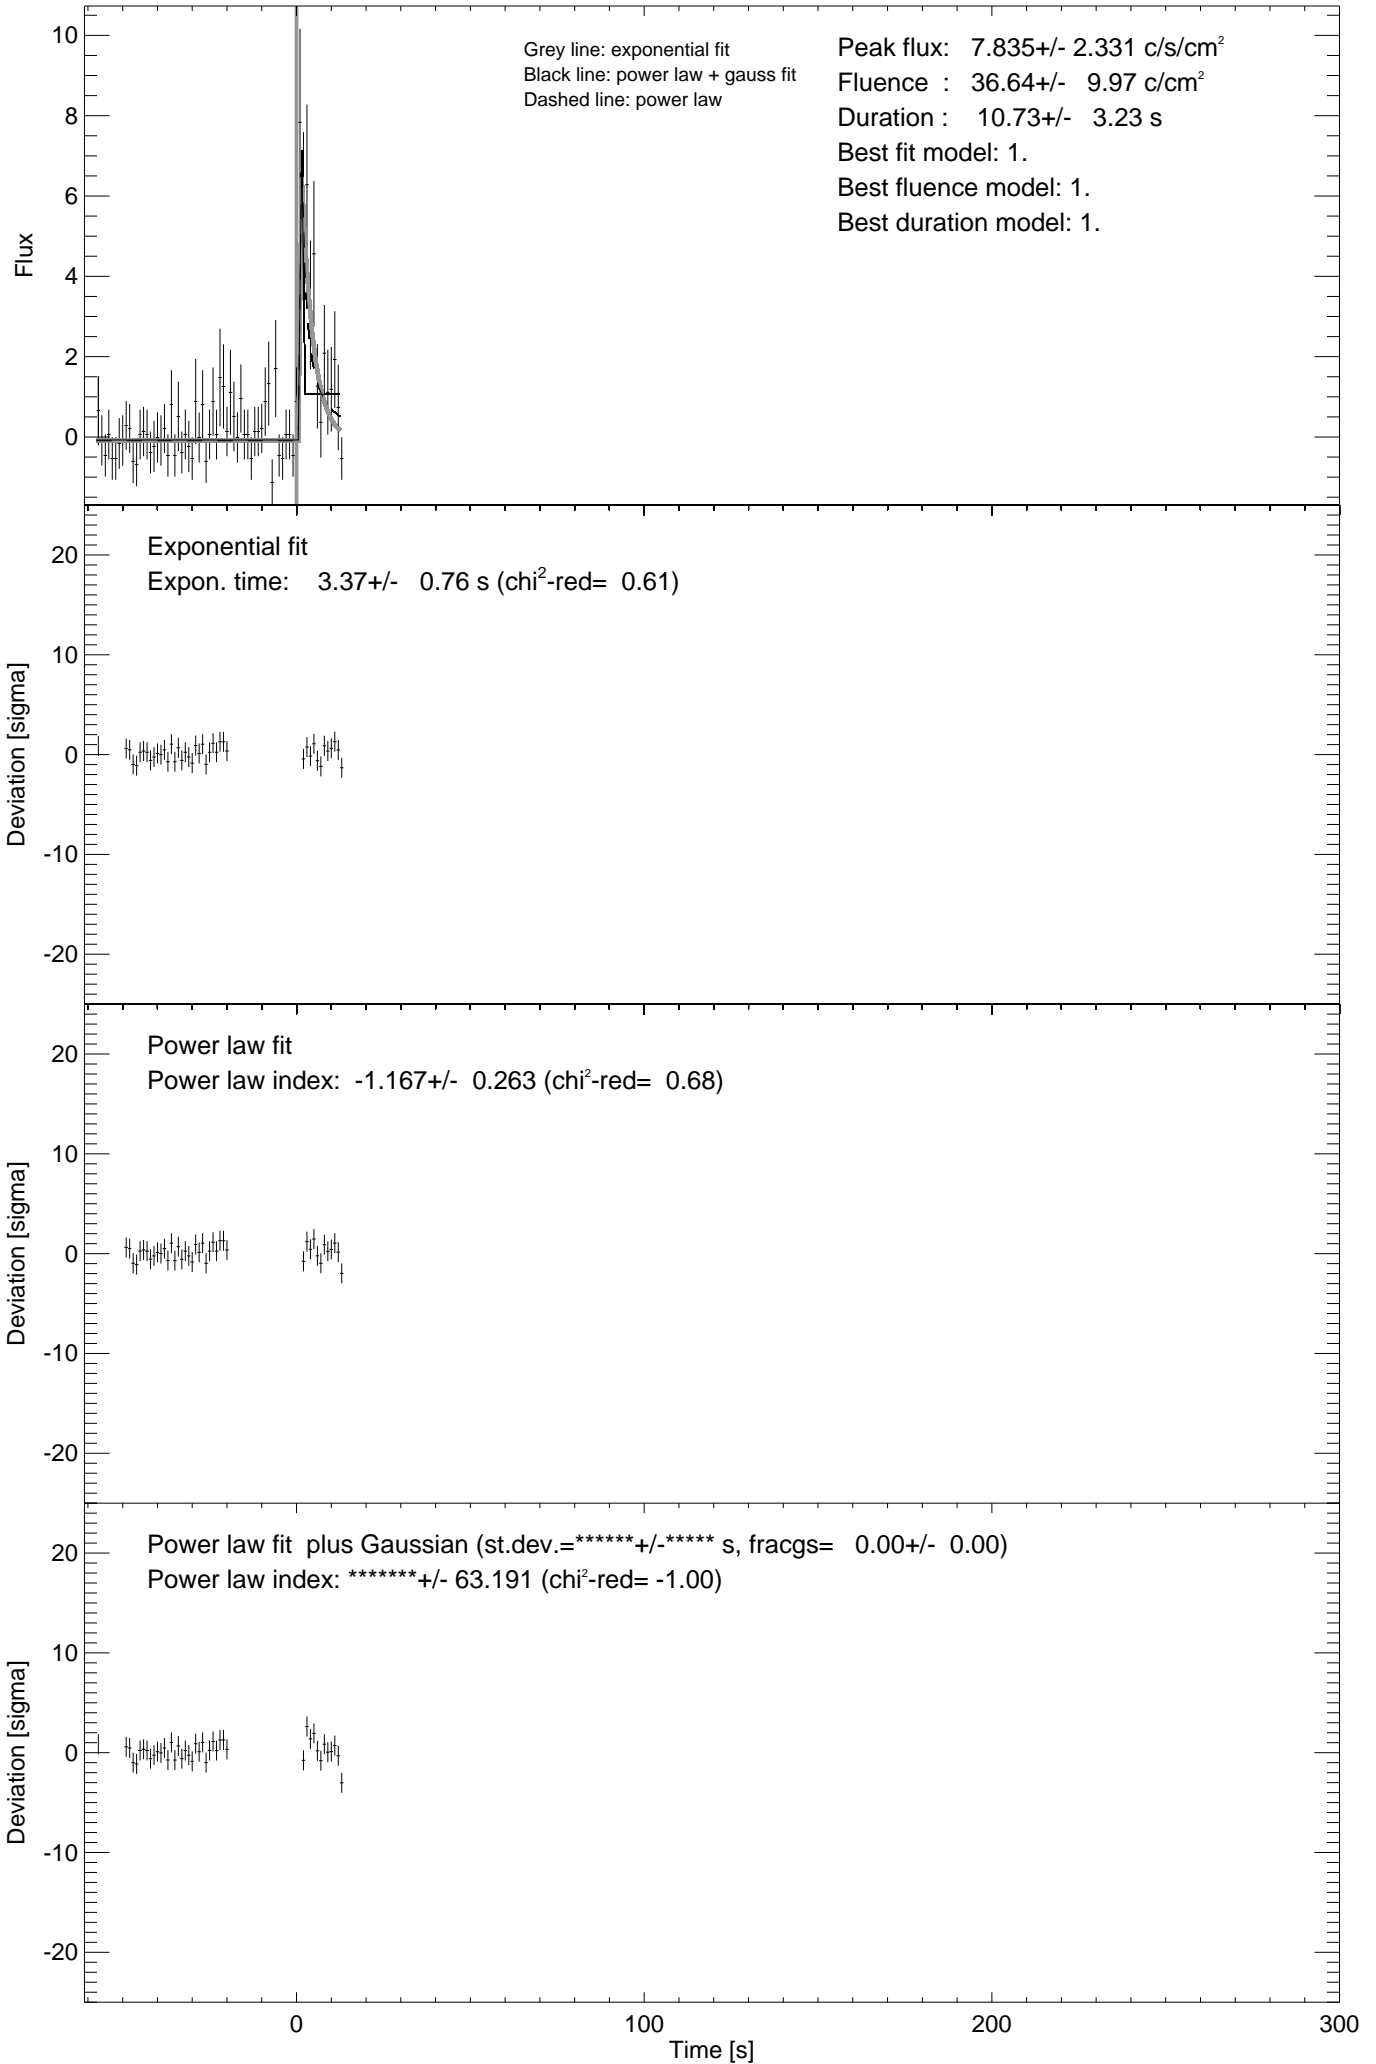 10
8
6
4
2
0
Flux
Grey line: exponential fit
Black line: power law + gauss fit
Dashed line: power law
Peak flux: 7.835+/- 2.331 c/s/cm²
Fluence : 36.64+/- 9.97 c/cm²
Duration : 10.73+/- 3.23 s
Best fit model: 1.
Best fluence model: 1.
Best duration model: 1.
20
10
0
-10
-20
Deviation [sigma]
Exponential fit
Expon. time: 3.37+/- 0.76 s (chi²-red= 0.61)
20
10
0
-10
-20
Deviation [sigma]
Power law fit
Power law index: -1.167+/- 0.263 (chi²-red= 0.68)
20
10
0
-10
-20
Deviation [sigma]
Power law fit plus Gaussian (st.dev.=******+/-***** s, fracgs= 0.00+/- 0.00)
Power law index: *******+/- 63.191 (chi²-red= -1.00)
0
100
200
300
Time [s]